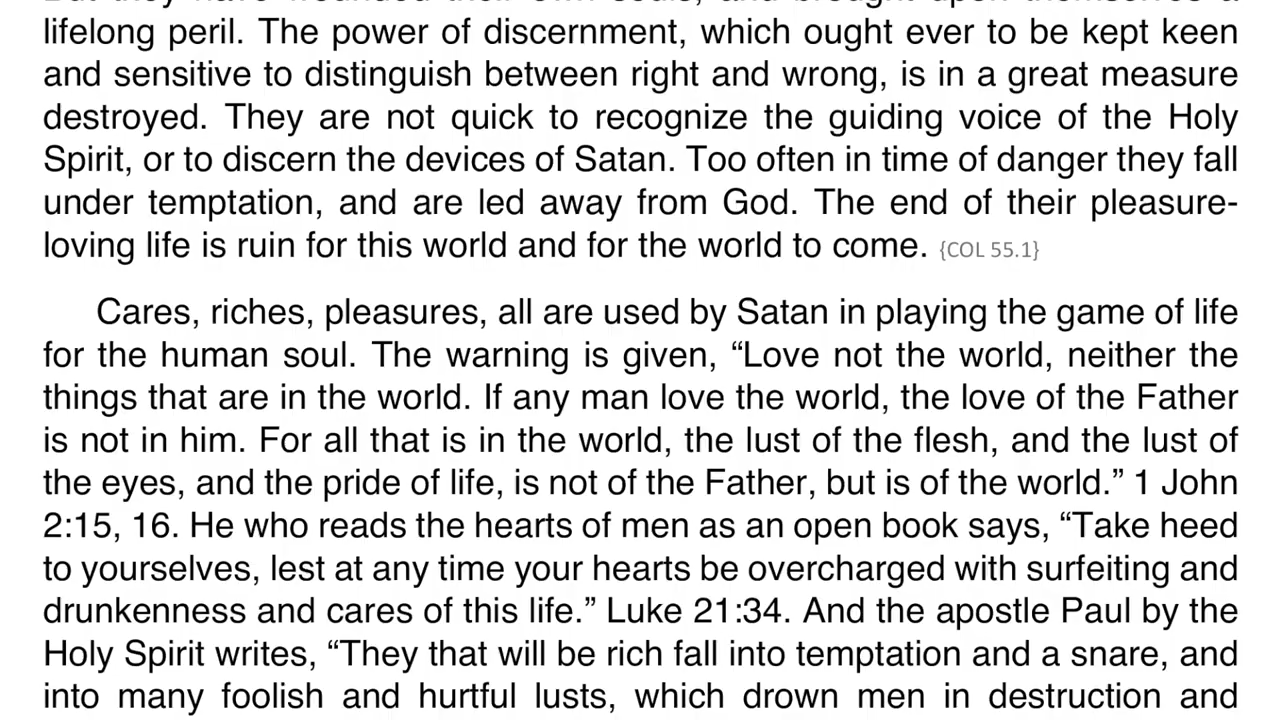 lifelong peril. The power of discernment, which ought ever to be kept keen
and sensitive to distinguish between right and wrong, is in a great measure
destroyed. They are not quick to recognize the guiding voice of the Holy
Spirit, or to discern the devices of Satan. Too often in time of danger they fall
under temptation, and are led away from God. The end of their pleasure-
loving life is ruin for this world and for the world to come. {COL 55.1}
Cares, riches, pleasures, all are used by Satan in playing the game of life
for the human soul. The warning is given, “Love not the world, neither the
things that are in the world. If any man love the world, the love of the Father
is not in him. For all that is in the world, the lust of the flesh, and the lust of
the eyes, and the pride of life, is not of the Father, but is of the world.” 1 John
2:15, 16. He who reads the hearts of men as an open book says, “Take heed
to yourselves, lest at any time your hearts be overcharged with surfeiting and
drunkenness and cares of this life.” Luke 21:34. And the apostle Paul by the
Holy Spirit writes, “They that will be rich fall into temptation and a snare, and
into many foolish and hurtful lusts, which drown men in destruction and